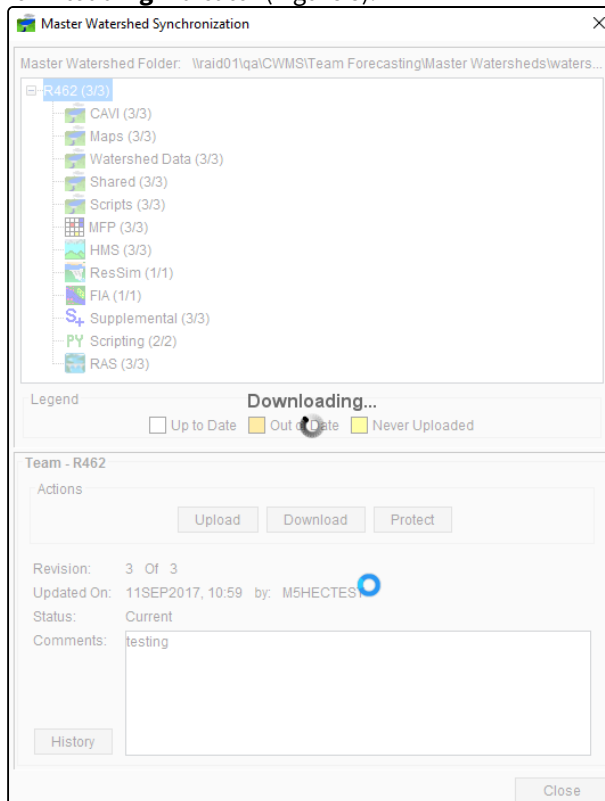 Master Watershed Synchronization
Master Watershed Folder: \\raid01\qa\CWMS\Team Forecasting\Master Watersheds\waters...
R462 (3/3)
CAVI (3/3)
Maps (3/3)
Watershed Data (3/3)
Shared (3/3)
Scripts (3/3)
MFP (3/3)
HMS (3/3)
ResSim (1/1)
FIA (1/1)
S+ Supplemental (3/3)
PY Scripting (2/2)
RAS (3/3)
Legend
Downloading...
Up to Date Out of Date Never Uploaded
Team - R462
Actions
Upload Download Protect
Revision: 3 Of 3
Updated On: 11SEP2017, 10:59 by: M5HECTEST
Status: Current
Comments: testing
History
Close